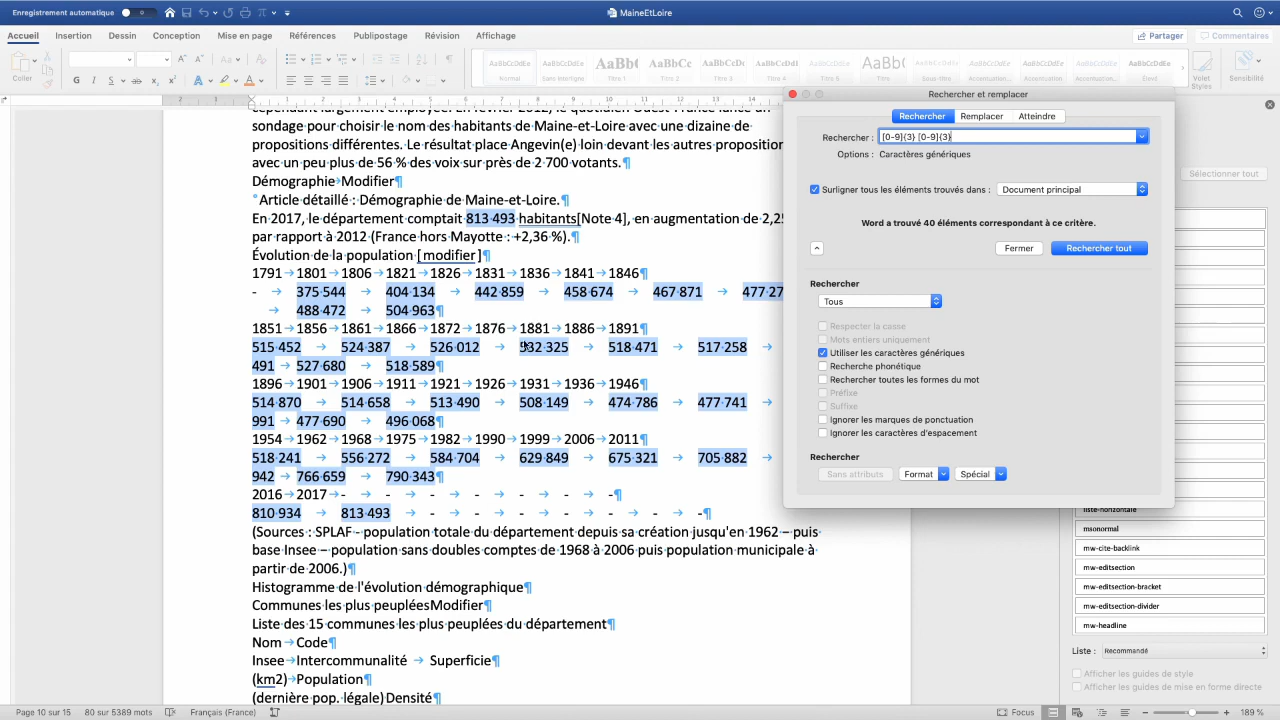 Enregistrement automatique
MaineEtLoire
Accueil Insertion Dessin Conception Mise en page Références Publipostage Révision Affichage
Partager Commentaires
Coller
AaBbCcDdEe AaBbCcDdEe AaBbC AaBbCc AaBbCcDc AaBbCcDdI AaBbCcDdEe AaBbC AaBbCcDdEe AaBbCcDdEe AaBbCcDdEe AaBbCcDdEe AaBbCcDdEe
Normal Sans interligne Titre 1 Titre 2 Titre 3 Titre 4 Titre 5 Titre Sous-titre Accentuation... Accentuation Accentuation... Élevé
Volet Styles
Sensibilité
sondage pour choisir le nom des habitants de Maine-et-Loire avec une dizaine de
propositions différentes. Le résultat place Angevin(e) loin devant les autres proposition
avec un peu plus de 56 % des voix sur près de 2 700 votants.¶
Démographie→Modifier¶
°Article détaillé : Démographie de Maine-et-Loire.¶
En 2017, le département comptait 813 493 habitants[Note 4], en augmentation de 2,2
par rapport à 2012 (France hors Mayotte : +2,36 %).¶
Évolution de la population [ modifier ]¶
1791→1801→1806→1821→1826→1831→1836→1841→1846¶
- → 375 544 → 404 134 → 442 859 → 458 674 → 467 871 → 477 27
→ 488 472 → 504 963¶
1851→1856→1861→1866→1872→1876→1881→1886→1891¶
515 452 → 524 387 → 526 012 → 532 325 → 518 471 → 517 258 →
491 → 527 680 → 518 589¶
1896→1901→1906→1911→1921→1926→1931→1936→1946
514 870 → 514 658 → 513 490 → 508 149 → 474 786 → 477 741 →
991 → 477 690 → 496 068¶
1954→1962→1968→1975→1982→1990→1999→2006→2011¶
518 241 → 556 272 → 584 704 → 629 849 → 675 321 → 705 882 →
942 → 766 659 → 790 343¶
2016→2017→- → - → - → - → - → - → -¶
810 934 → 813 493 → - → - → - → - → - → - → -¶
(Sources : SPLAF - population totale du département depuis sa création jusqu'en 1962 – puis
base Insee – population sans doubles comptes de 1968 à 2006 puis population municipale à
partir de 2006.)¶
Histogramme de l'évolution démographique¶
Communes les plus peupléesModifier¶
Liste des 15 communes les plus peuplées du département¶
Nom→Code¶
Insee→Intercommunalité → Superficie¶
(km2)→Population¶
(dernière pop. légale) Densité¶
Rechercher et remplacer
Rechercher Remplacer Atteindre
Rechercher : [0-9]{3} [0-9]{3}
Options : Caractères génériques
Surligner tous les éléments trouvés dans : Document principal
Word a trouvé 40 éléments correspondant à ce critère.
Fermer Rechercher tout
Rechercher
Tous
Respecter la casse
Mots entiers uniquement
Utiliser les caractères génériques
Recherche phonétique
Rechercher toutes les formes du mot
Préfixe
Suffixe
Ignorer les marques de ponctuation
Ignorer les caractères d'espacement
Rechercher
Sans attributs Format Spécial
Sélectionner tout
liste-horizontale
msonormal
mw-cite-backlink
mw-editsection
mw-editsection-bracket
mw-editsection-divider
mw-headline
Liste : Recommandé
Afficher les guides de style
Afficher les guides de mise en forme directe
Page 10 sur 15 80 sur 5389 mots Français (France) Focus 189 %